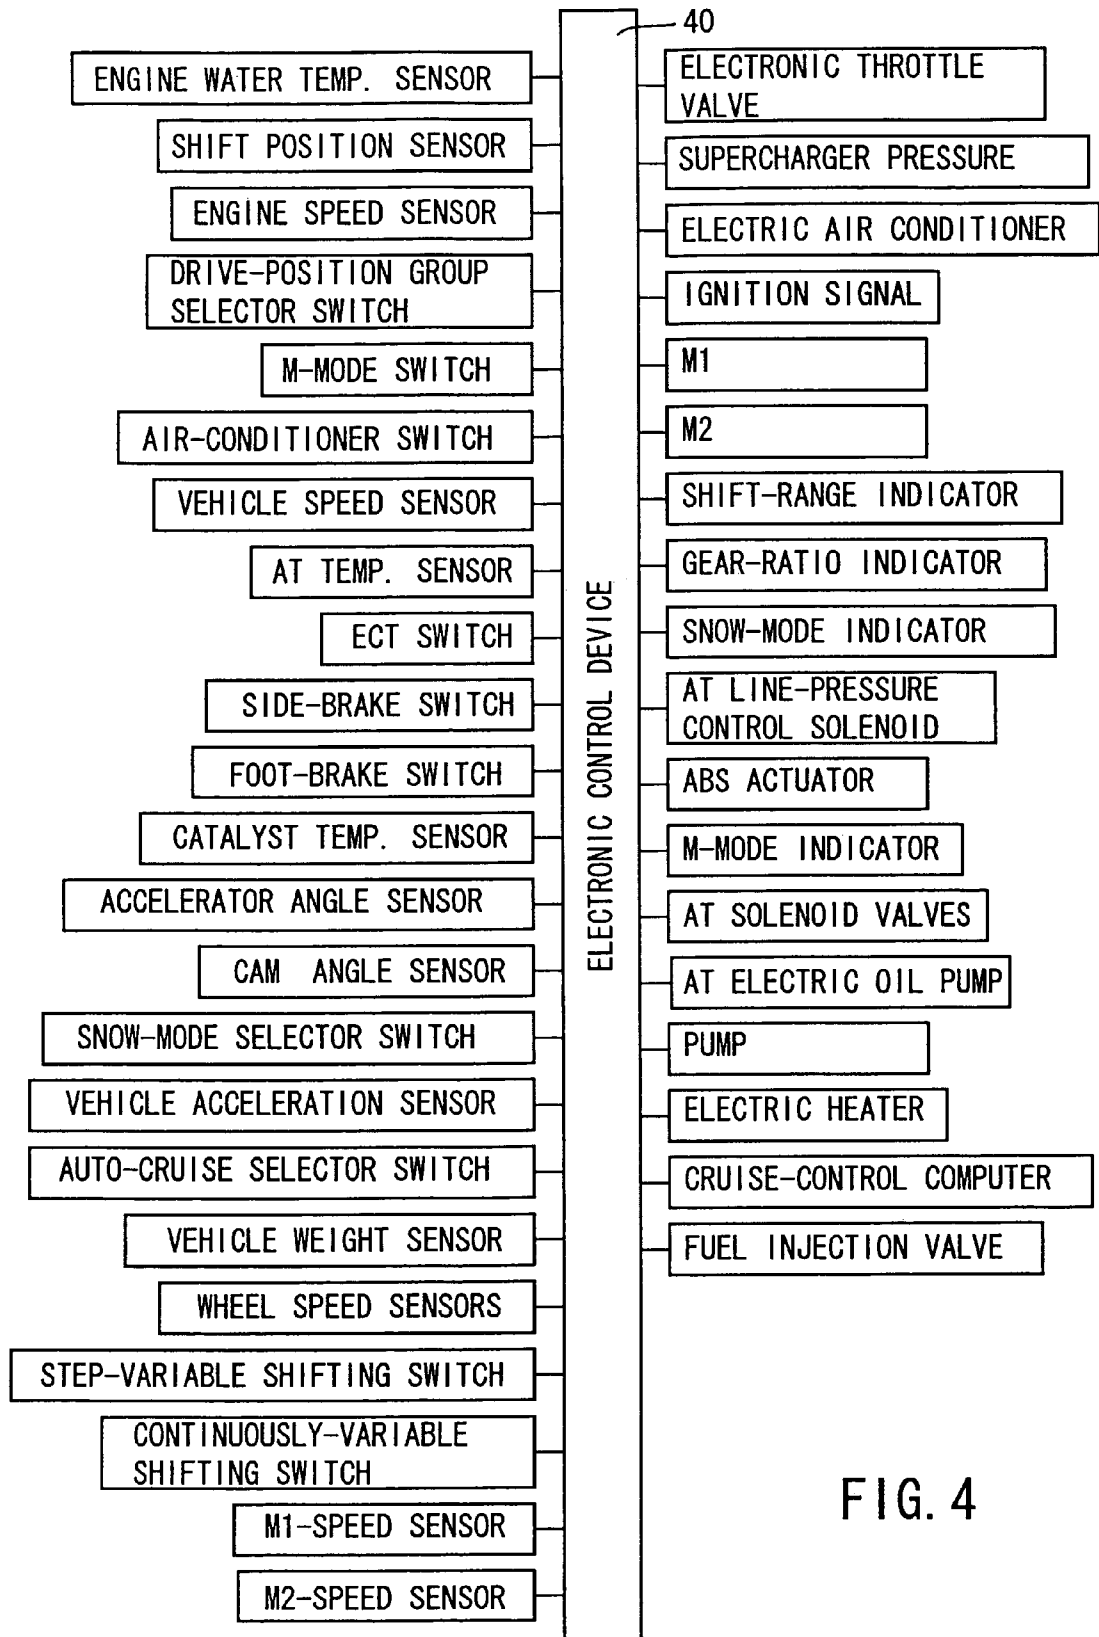 40
ENGINE WATER TEMP. SENSOR
SHIFT POSITION SENSOR
ENGINE SPEED SENSOR
DRIVE-POSITION GROUP
SELECTOR SWITCH
M-MODE SWITCH
AIR-CONDITIONER SWITCH
VEHICLE SPEED SENSOR
AT TEMP. SENSOR
ECT SWITCH
SIDE-BRAKE SWITCH
FOOT-BRAKE SWITCH
CATALYST TEMP. SENSOR
ACCELERATOR ANGLE SENSOR
CAM ANGLE SENSOR
SNOW-MODE SELECTOR SWITCH
VEHICLE ACCELERATION SENSOR
AUTO-CRUISE SELECTOR SWITCH
VEHICLE WEIGHT SENSOR
WHEEL SPEED SENSORS
STEP-VARIABLE SHIFTING SWITCH
CONTINUOUSLY-VARIABLE
SHIFTING SWITCH
M1-SPEED SENSOR
M2-SPEED SENSOR
ELECTRONIC CONTROL DEVICE
ELECTRONIC THROTTLE
VALVE
SUPERCHARGER PRESSURE
ELECTRIC AIR CONDITIONER
IGNITION SIGNAL
M1
M2
SHIFT-RANGE INDICATOR
GEAR-RATIO INDICATOR
SNOW-MODE INDICATOR
AT LINE-PRESSURE
CONTROL SOLENOID
ABS ACTUATOR
M-MODE INDICATOR
AT SOLENOID VALVES
AT ELECTRIC OIL PUMP
PUMP
ELECTRIC HEATER
CRUISE-CONTROL COMPUTER
FUEL INJECTION VALVE
FIG. 4